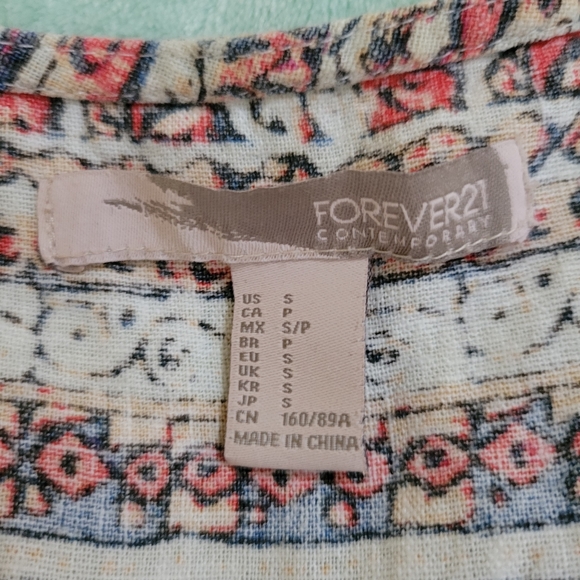 FOREVER21
CONTEMPORARY
US S
CA P
MX S/P
BR P
EU S
UK S
KR S
JP S
CN 160/89A
MADE IN CHINA